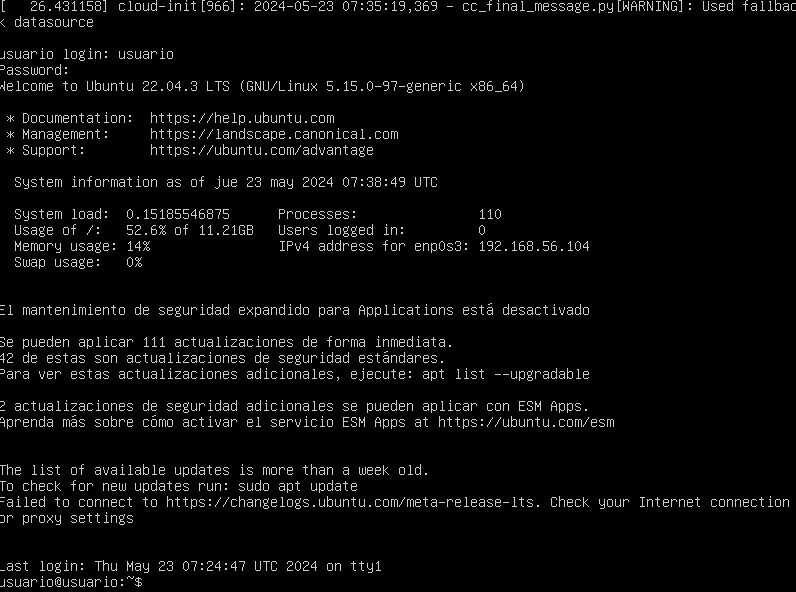 [   26.431158] cloud-init[966]: 2024-05-23 07:35:19,369 - cc_final_message.py[WARNING]: Used fallbac
k datasource
usuario login: usuario
Password:
Welcome to Ubuntu 22.04.3 LTS (GNU/Linux 5.15.0-97-generic x86_64)
 * Documentation:  https://help.ubuntu.com
 * Management:     https://landscape.canonical.com
 * Support:        https://ubuntu.com/advantage
  System information as of jue 23 may 2024 07:38:49 UTC
  System load:  0.15185546875      Processes:               110
  Usage of /:   52.6% of 11.21GB   Users logged in:         0
  Memory usage: 14%                IPv4 address for enp0s3: 192.168.56.104
  Swap usage:   0%
El mantenimiento de seguridad expandido para Applications está desactivado
Se pueden aplicar 111 actualizaciones de forma inmediata.
42 de estas son actualizaciones de seguridad estándares.
Para ver estas actualizaciones adicionales, ejecute: apt list --upgradable
2 actualizaciones de seguridad adicionales se pueden aplicar con ESM Apps.
Aprenda más sobre cómo activar el servicio ESM Apps at https://ubuntu.com/esm
The list of available updates is more than a week old.
To check for new updates run: sudo apt update
Failed to connect to https://changelogs.ubuntu.com/meta-release-lts. Check your Internet connection
or proxy settings
Last login: Thu May 23 07:24:47 UTC 2024 on tty1
usuario@usuario:~$